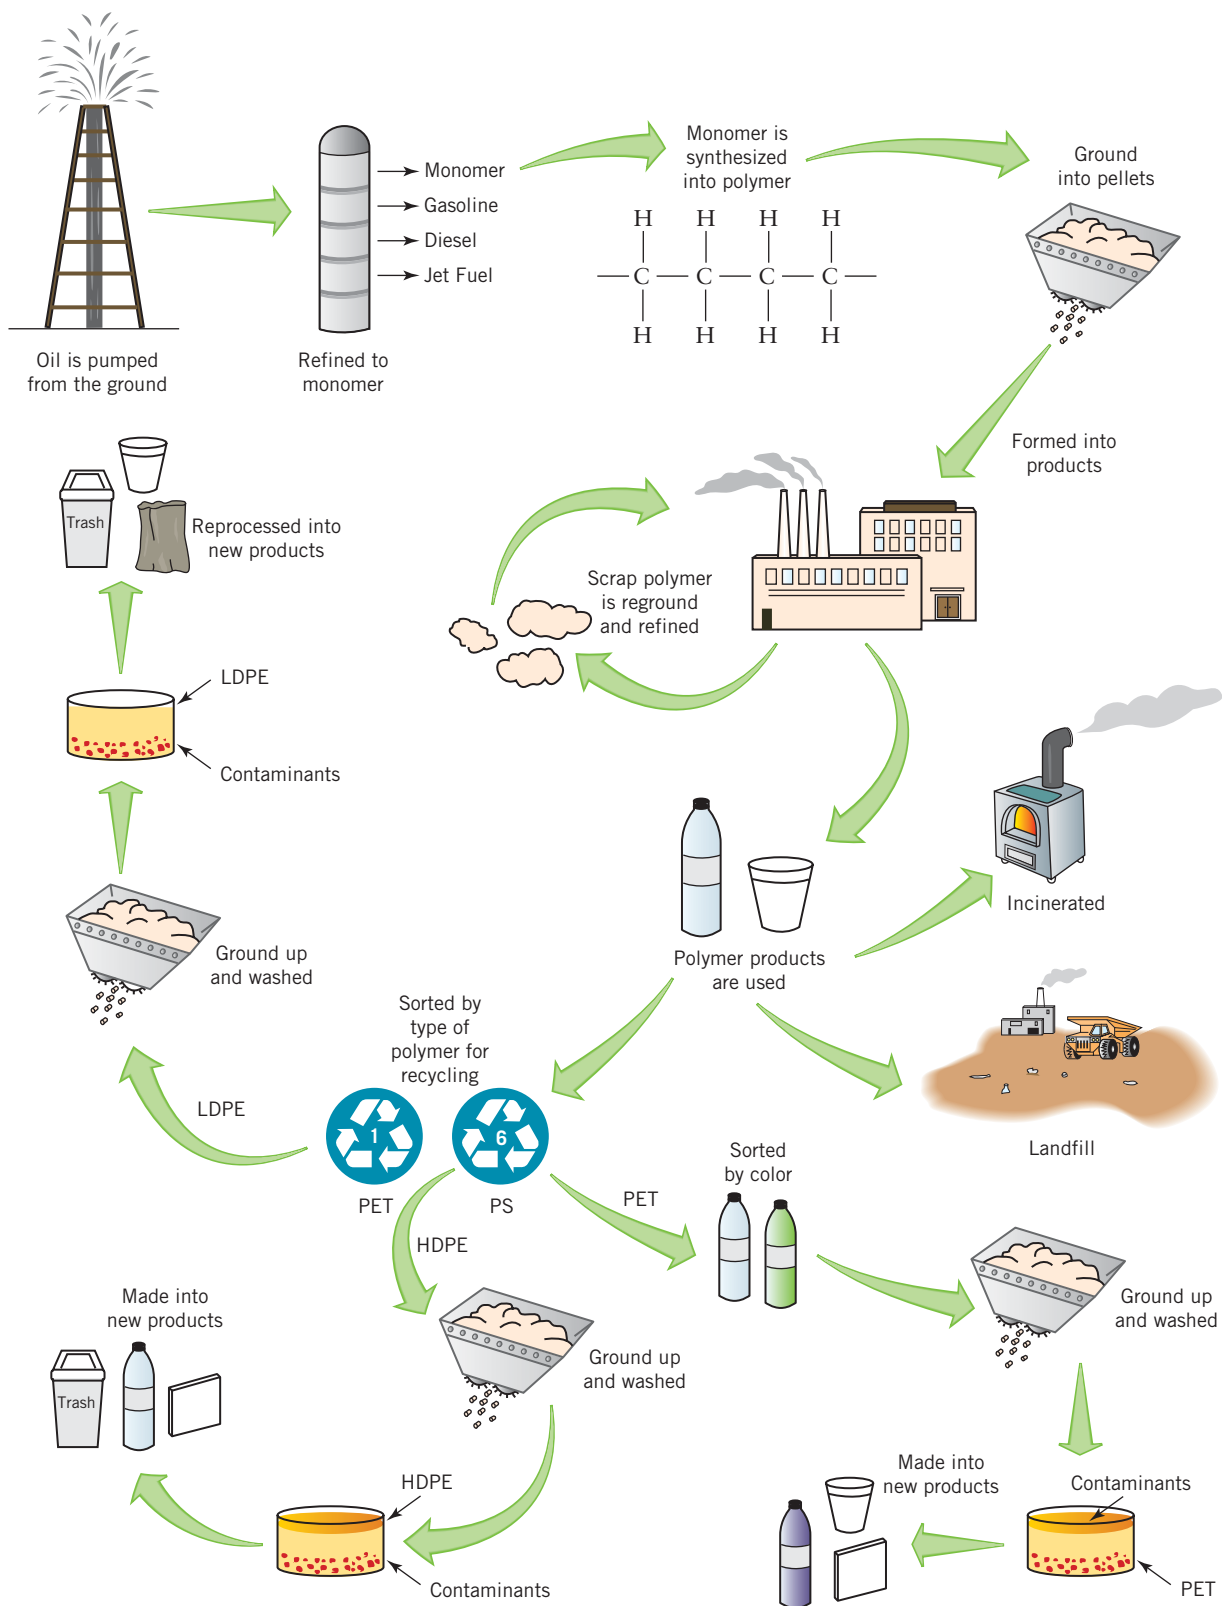 Monomer
Gasoline
Diesel
Jet Fuel
Oil is pumped
from the ground
Refined to
monomer
Monomer is
synthesized
into polymer
H H H H
C C C C
H H H H
Ground
into pellets
Formed into
products
Scrap polymer
is reground
and refined
Trash
Reprocessed into
new products
LDPE
Contaminants
Ground up
and washed
LDPE
Polymer products
are used
Incinerated
Landfill
Sorted by
type of
polymer for
recycling
1
6
PET
PS
HDPE
PET
Sorted
by color
Ground up
and washed
Contaminants
PET
Made into
new products
Ground up
and washed
HDPE
Contaminants
Made into
new products
Trash